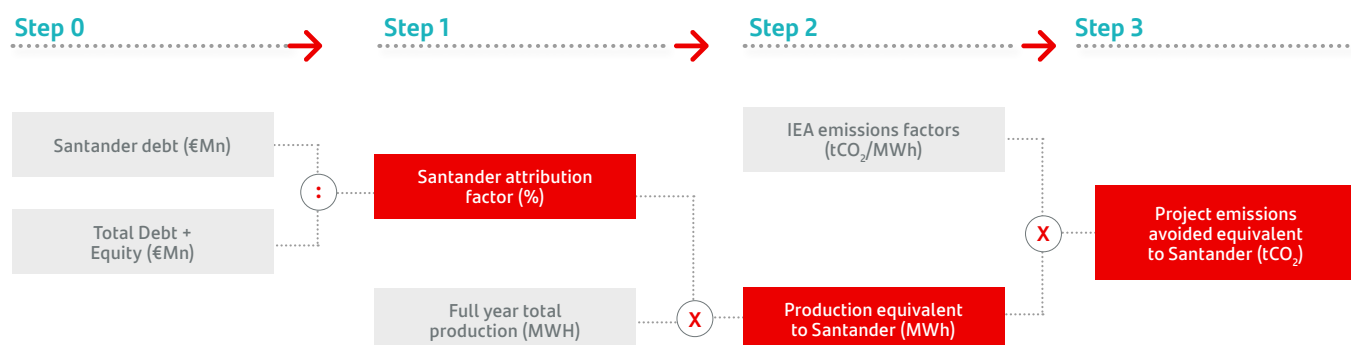 Step 0
Step 1
Step 2
Step 3
Santander debt (€Mn)
:
Total Debt +
Equity (€Mn)
Santander attribution
factor (%)
Full year total
production (MWH)
X
IEA emissions factors
(tCO₂/MWh)
Production equivalent
to Santander (MWh)
X
Project emissions
avoided equivalent
to Santander (tCO₂)